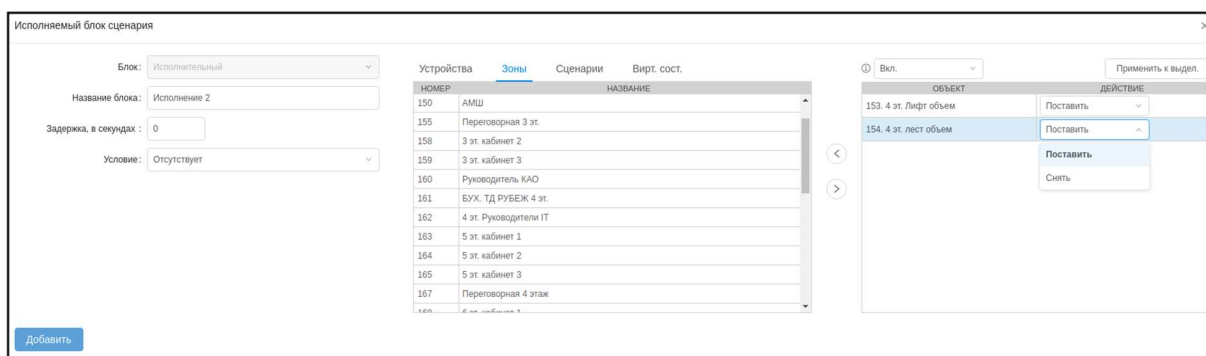 Исполняемый блок сценария
Блок: Исполнительный
Название блока: Исполнение 2
Задержка, в секундах : 0
Условие: Отсутствует
Устройства Зоны Сценарии Вирт. сост.
НОМЕР НАЗВАНИЕ
150 АМШ
155 Переговорная 3 эт.
158 3 эт. кабинет 2
159 3 эт. кабинет 3
160 Руководитель КАО
161 БУХ. ТД РУБЕЖ 4 эт.
162 4 эт. Руководители IT
163 5 эт. кабинет 1
164 5 эт. кабинет 2
165 5 эт. кабинет 3
167 Переговорная 4 этаж
Вкл. Применить к выдел.
ОБЪЕКТ ДЕЙСТВИЕ
153. 4 эт. Лифт объем Поставить
154. 4 эт. лест объем Поставить
Поставить
Снять
Добавить